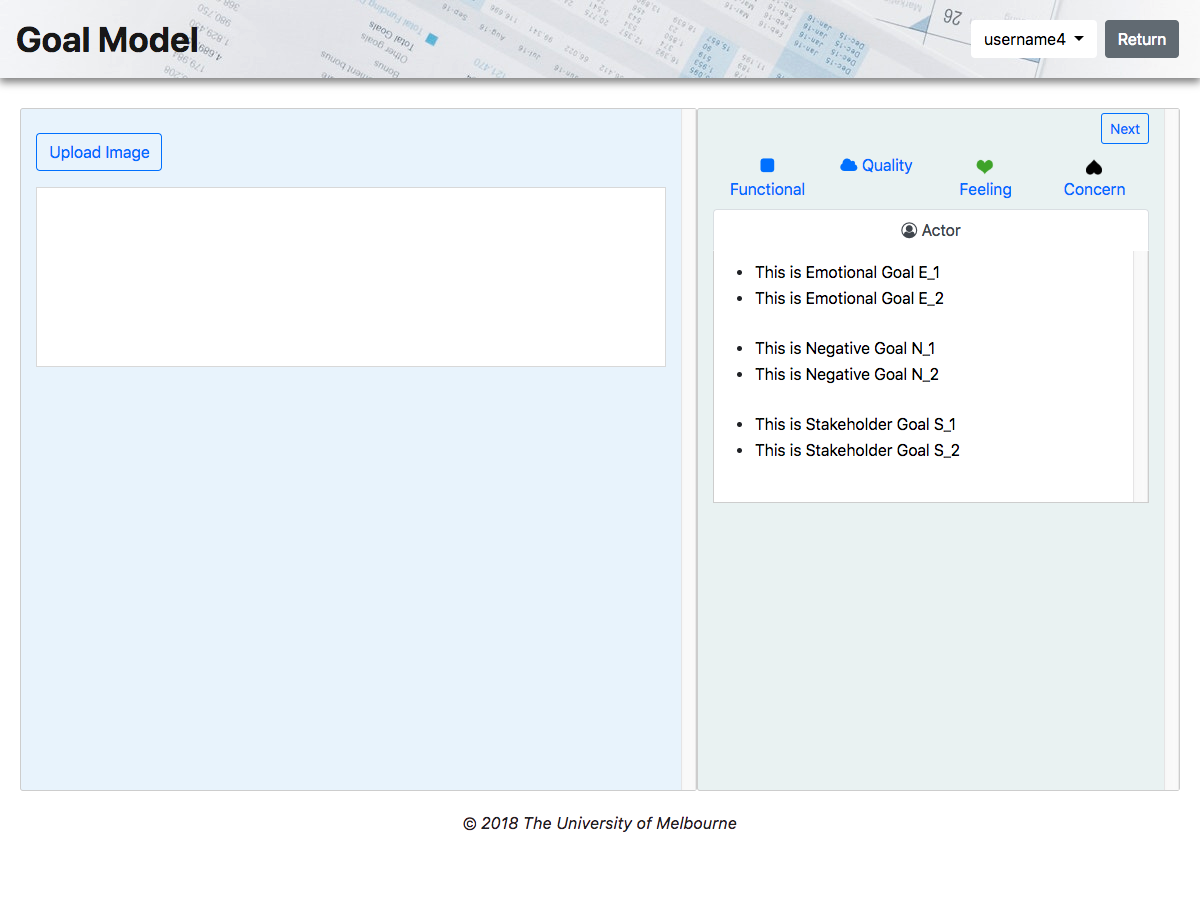 Goal Model
username4
Return
Upload Image
Next
Functional
Quality
Feeling
Concern
Actor
This is Emotional Goal E_1
This is Emotional Goal E_2
This is Negative Goal N_1
This is Negative Goal N_2
This is Stakeholder Goal S_1
This is Stakeholder Goal S_2
© 2018 The University of Melbourne